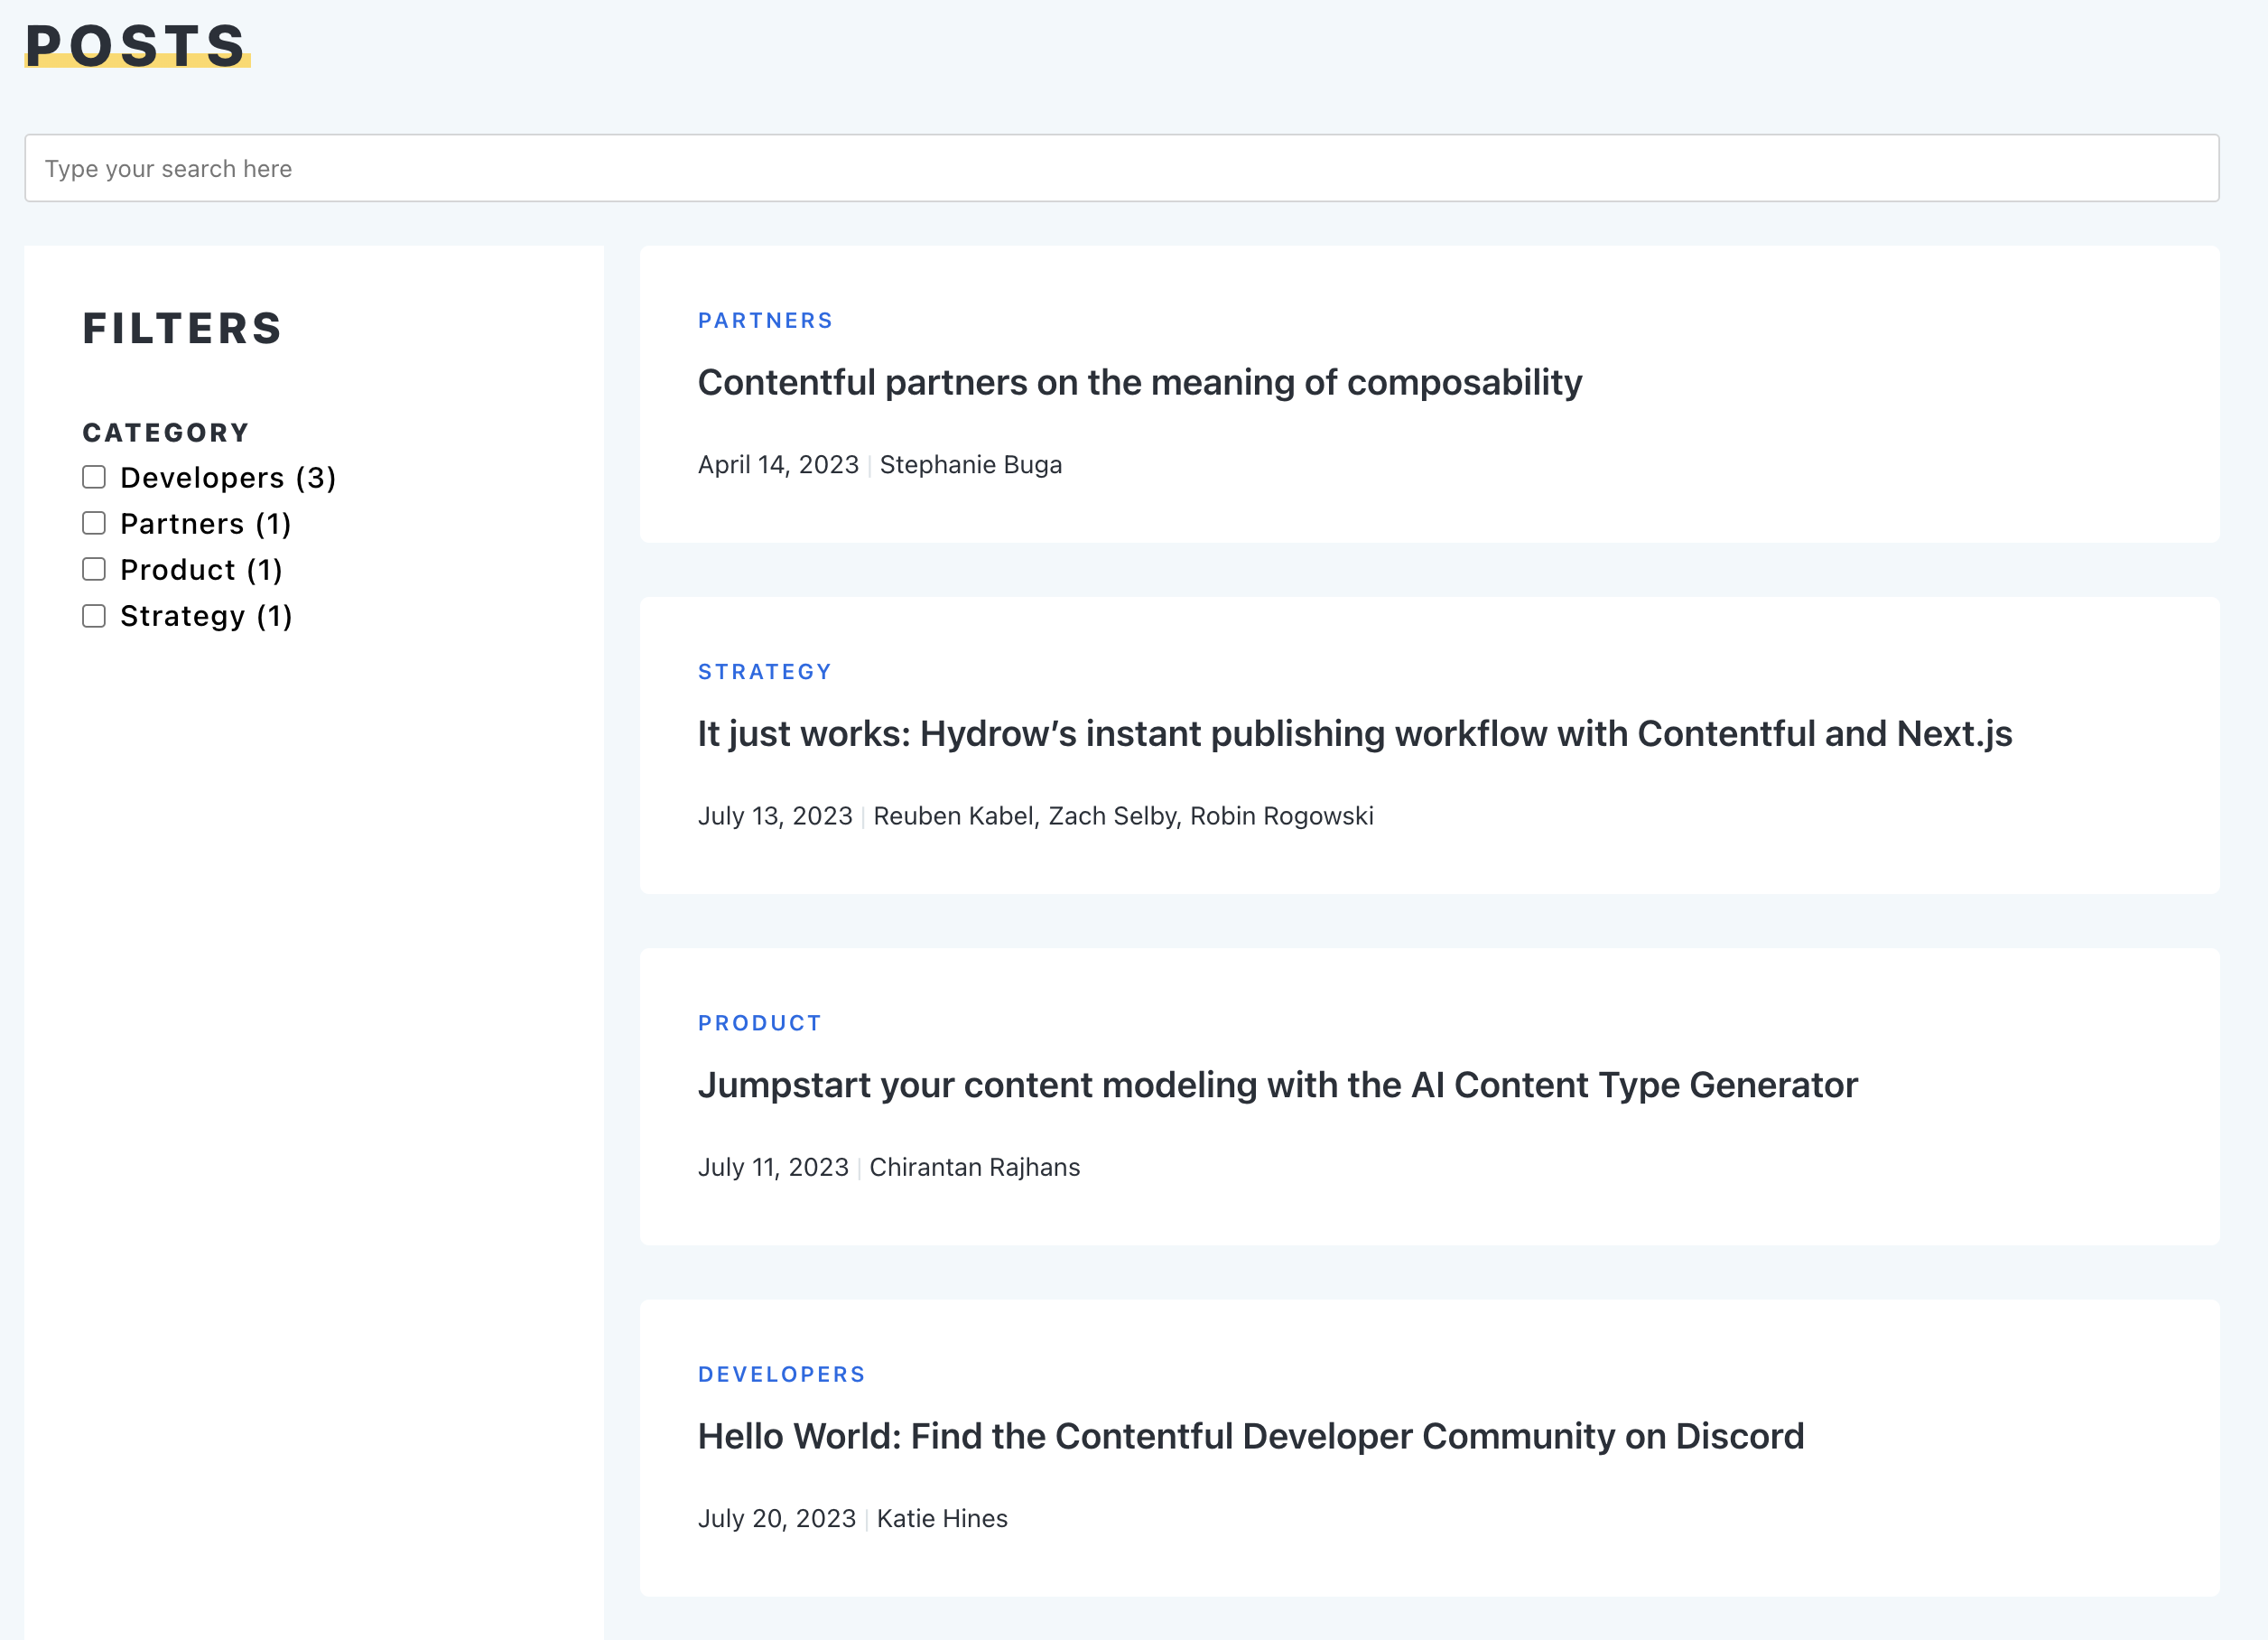 POSTS
Type your search here
FILTERS
CATEGORY
Developers (3)
Partners (1)
Product (1)
Strategy (1)
PARTNERS
Contentful partners on the meaning of composability
April 14, 2023 | Stephanie Buga
STRATEGY
It just works: Hydrow’s instant publishing workflow with Contentful and Next.js
July 13, 2023 | Reuben Kabel, Zach Selby, Robin Rogowski
PRODUCT
Jumpstart your content modeling with the AI Content Type Generator
July 11, 2023 | Chirantan Rajhans
DEVELOPERS
Hello World: Find the Contentful Developer Community on Discord
July 20, 2023 | Katie Hines